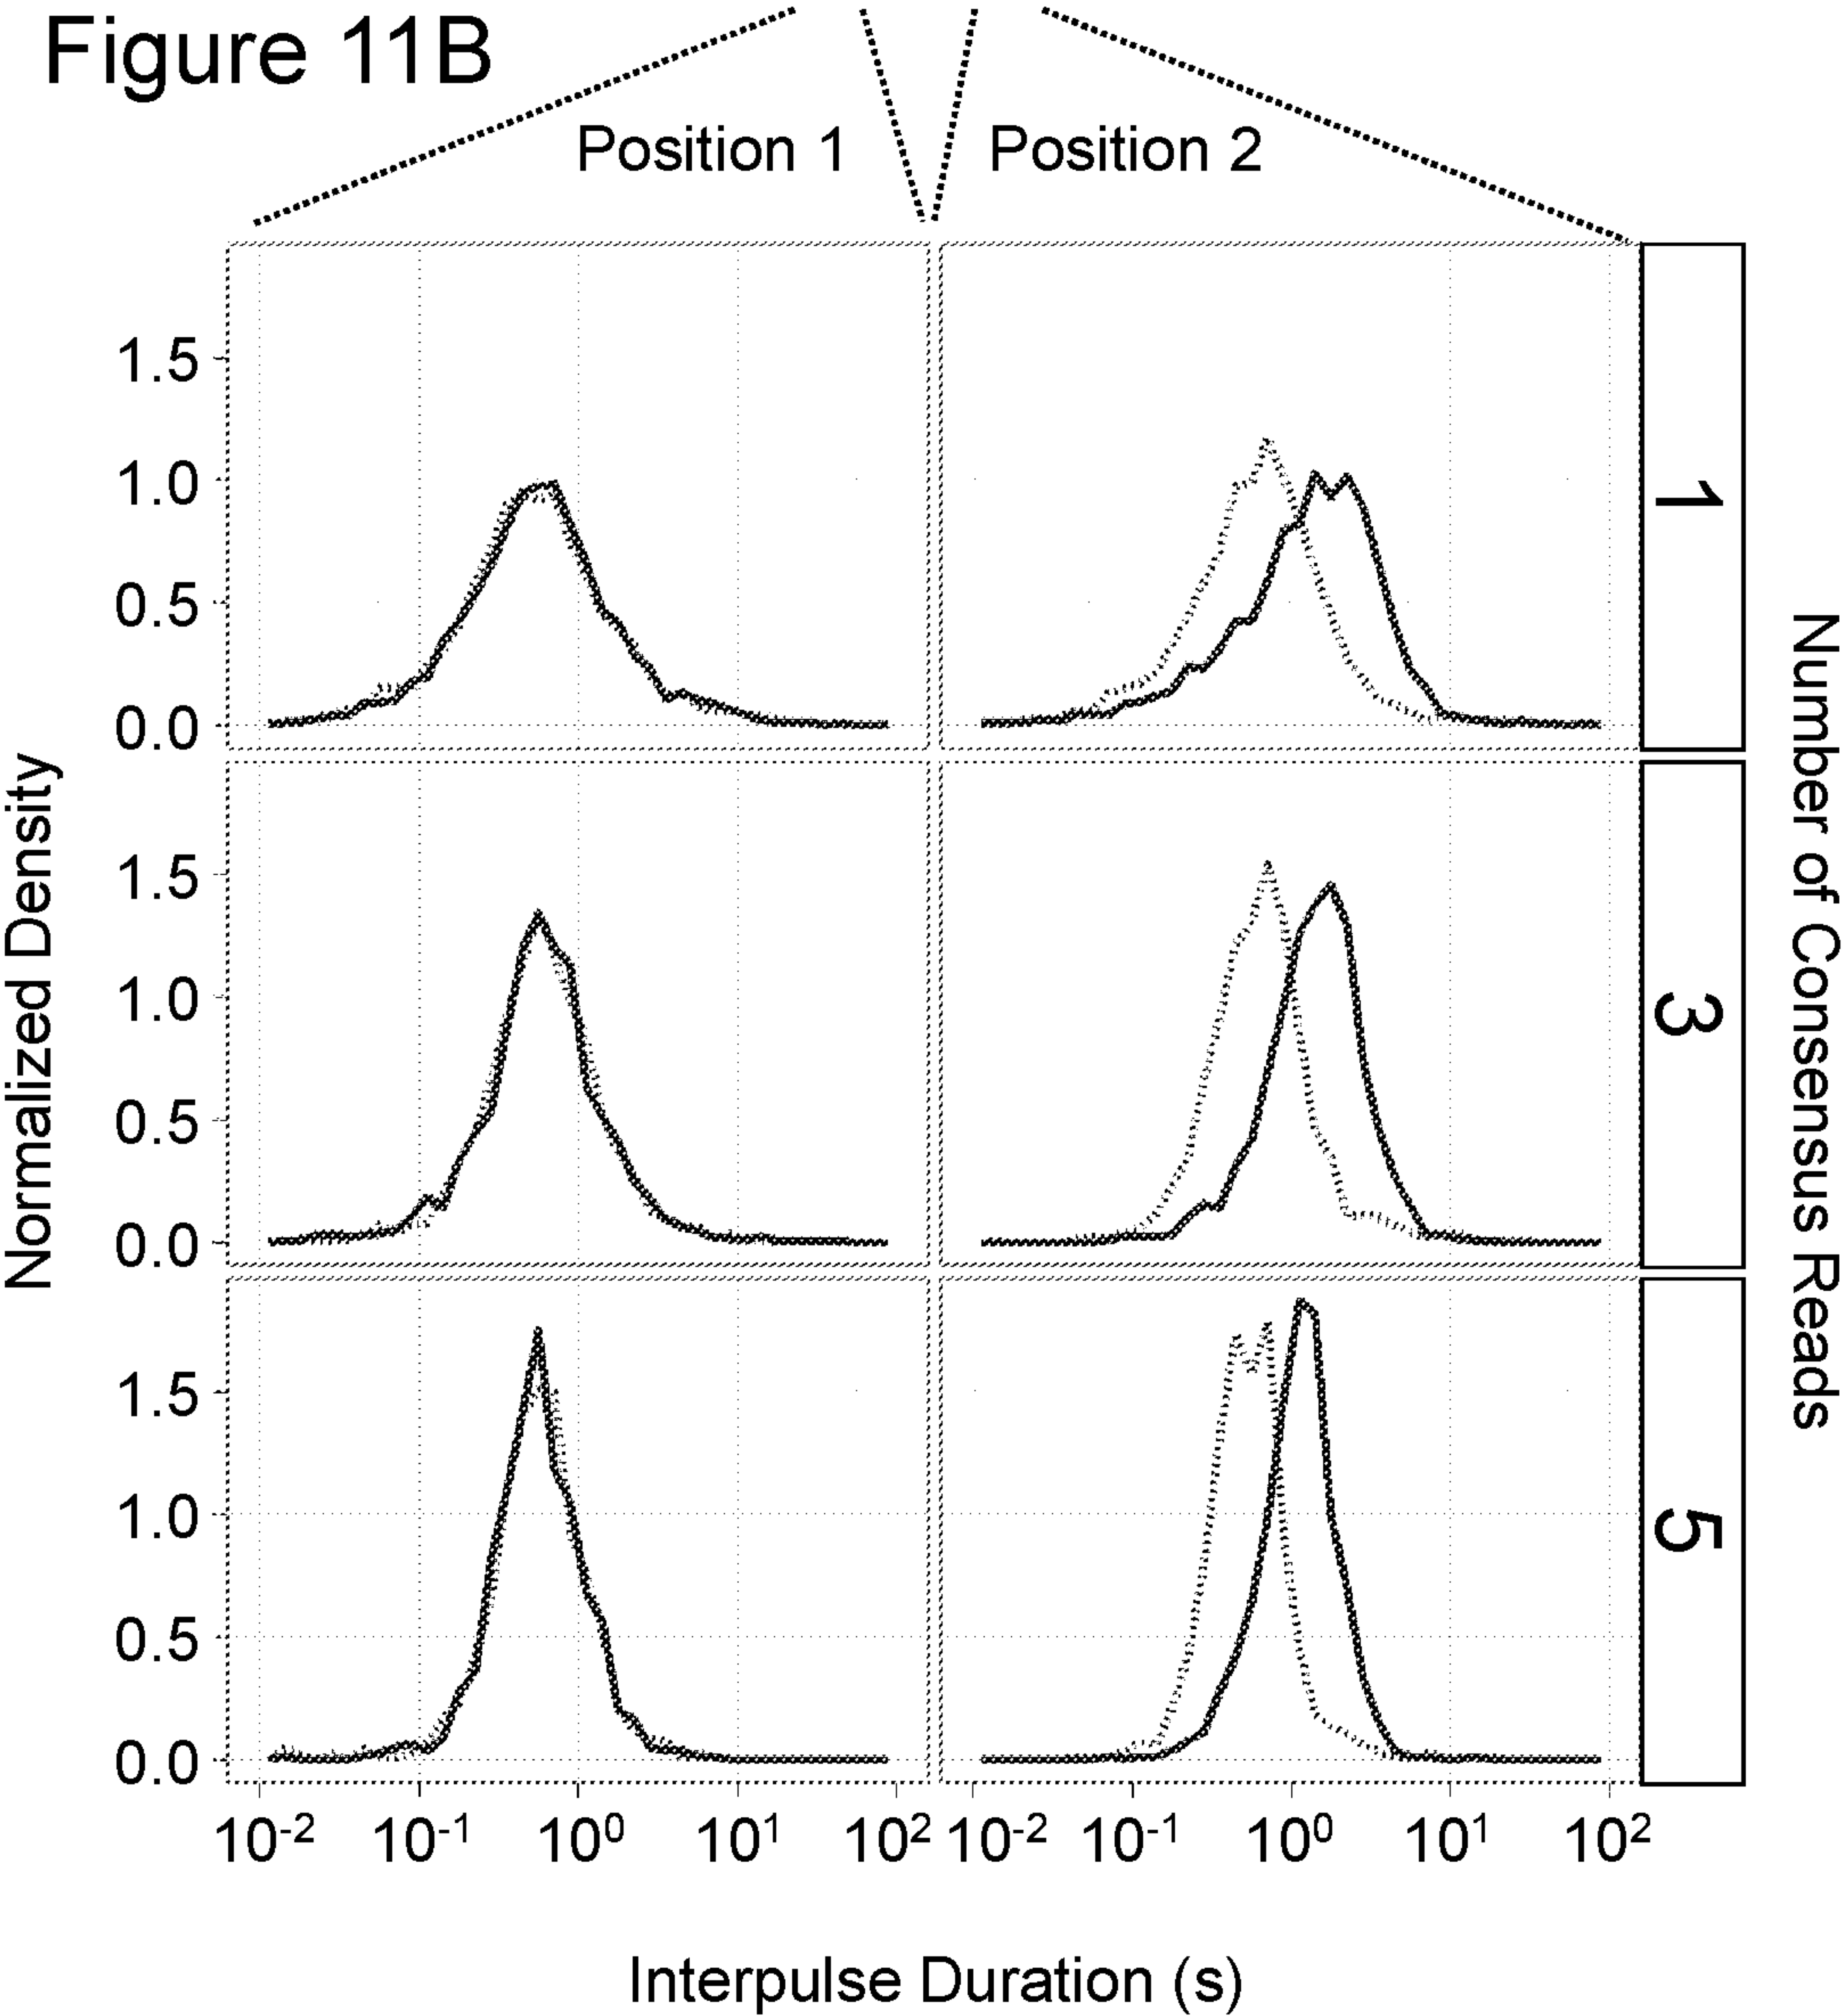 Figure 11B
Position 1 Position 2
1.5
1.0
0.5
0.0
1
1.5
1.0
0.5
0.0
3
1.5
1.0
0.5
0.0
5
Normalized Density
Number of Consensus Reads
10⁻² 10⁻¹ 10⁰ 10¹ 10² 10⁻² 10⁻¹ 10⁰ 10¹ 10²
Interpulse Duration (s)